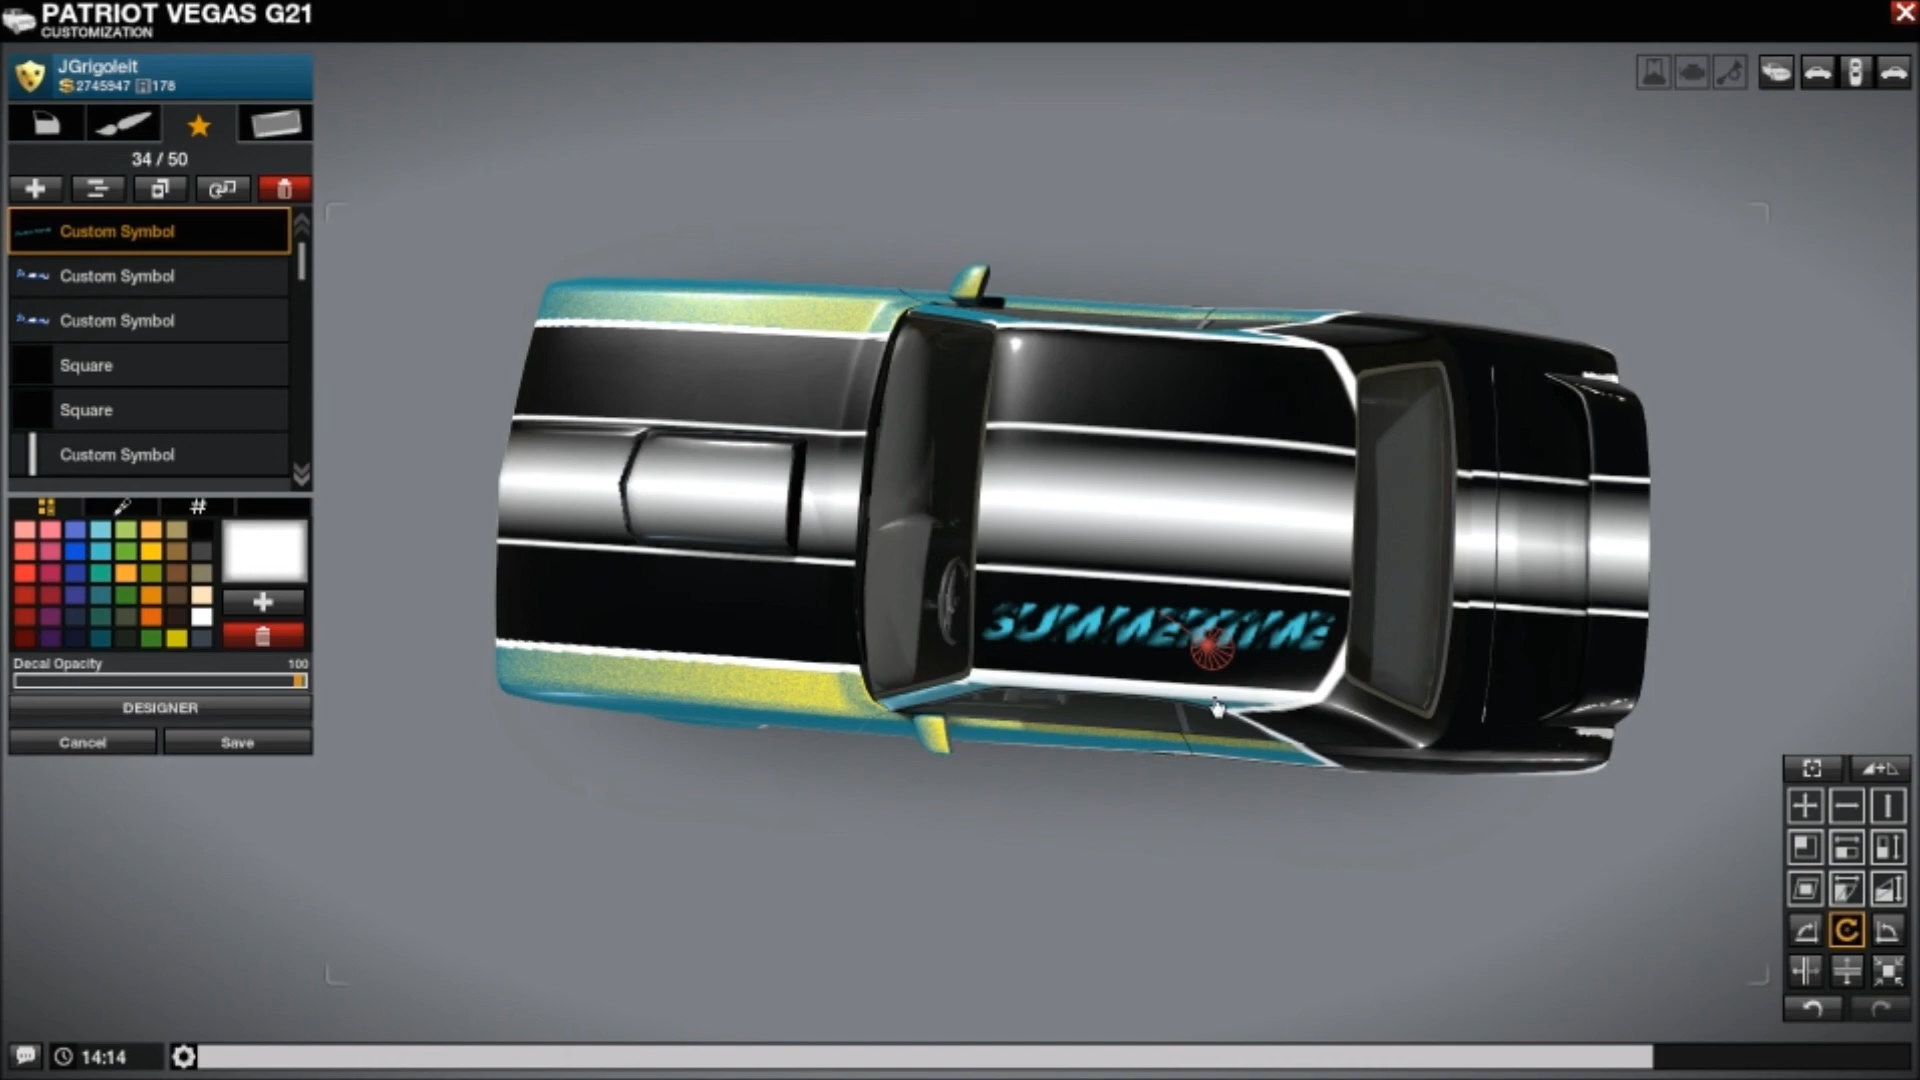 PATRIOT VEGAS G21
CUSTOMIZATION
JGrigoleit
$2745947 178
34 / 50
Custom Symbol
Custom Symbol
Custom Symbol
Square
Square
Custom Symbol
#
Decal Opacity 100
DESIGNER
Cancel Save
SUMMERTIME
14:14